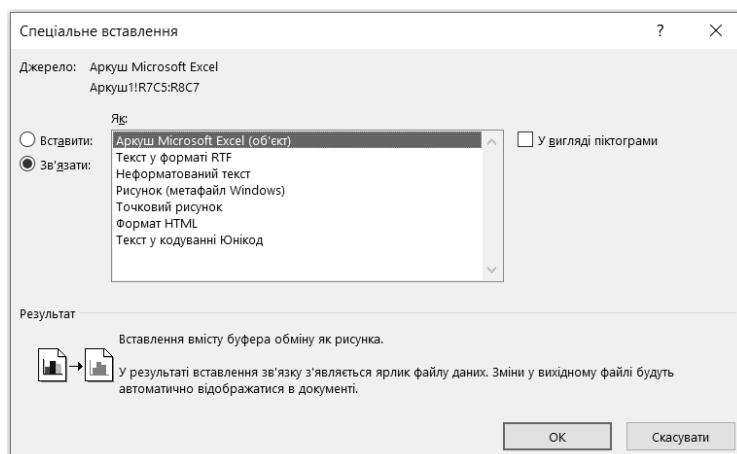 Спеціальне вставлення
Джерело: Аркуш Microsoft Excel
Аркуш1!R7C5:R8C7
Як:
Вставити:
Зв'язати:
Аркуш Microsoft Excel (об'єкт)
Текст у форматі RTF
Неформатований текст
Рисунок (метафайл Windows)
Точковий рисунок
Формат HTML
Текст у кодуванні Юнікод
У вигляді піктограми
Результат
Вставлення вмісту буфера обміну як рисунка.
У результаті вставлення зв'язку з'являється ярлик файлу даних. Зміни у вихідному файлі будуть
автоматично відображатися в документі.
ОК
Скасувати